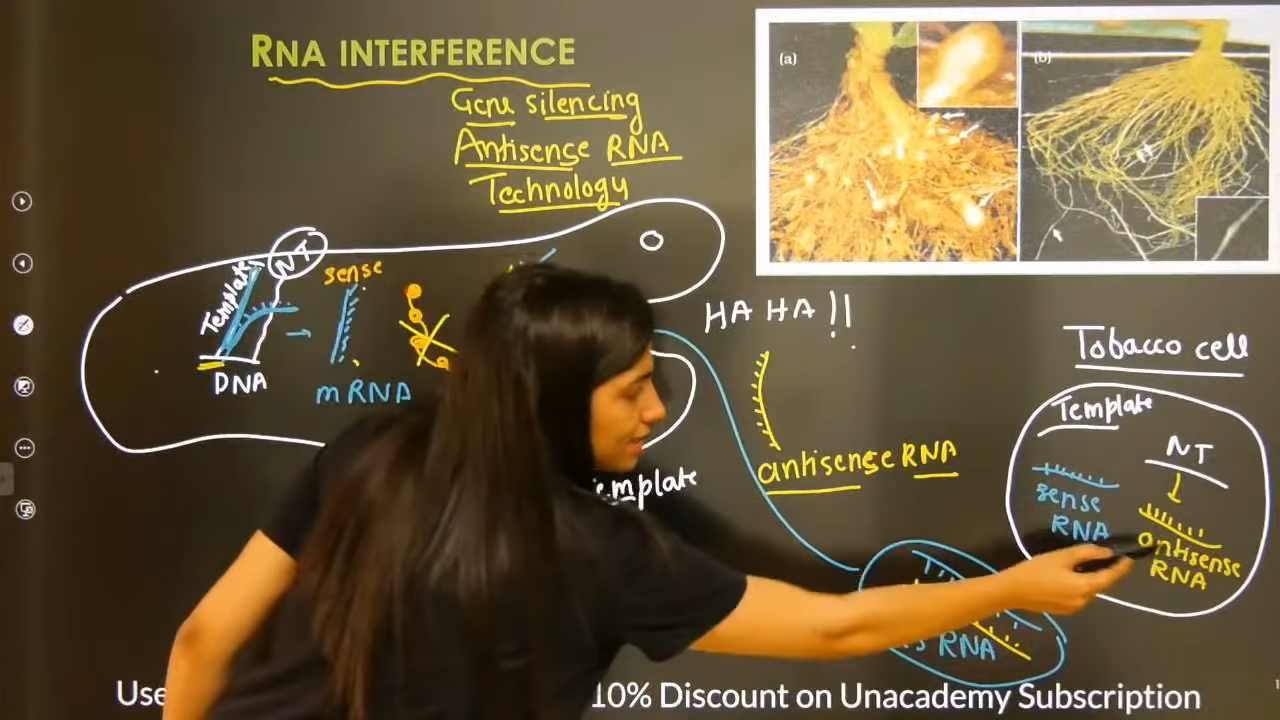 RNA INTERFERENCE
Gene silencing
Antisense RNA
Technology
(a)
(b)
NT
Template
sense
DNA
mRNA
HA HA !!
antisense RNA
Tobacco cell
Template
NT
sense
RNA
antisense
RNA
RNA
Use
10% Discount on Unacademy Subscription